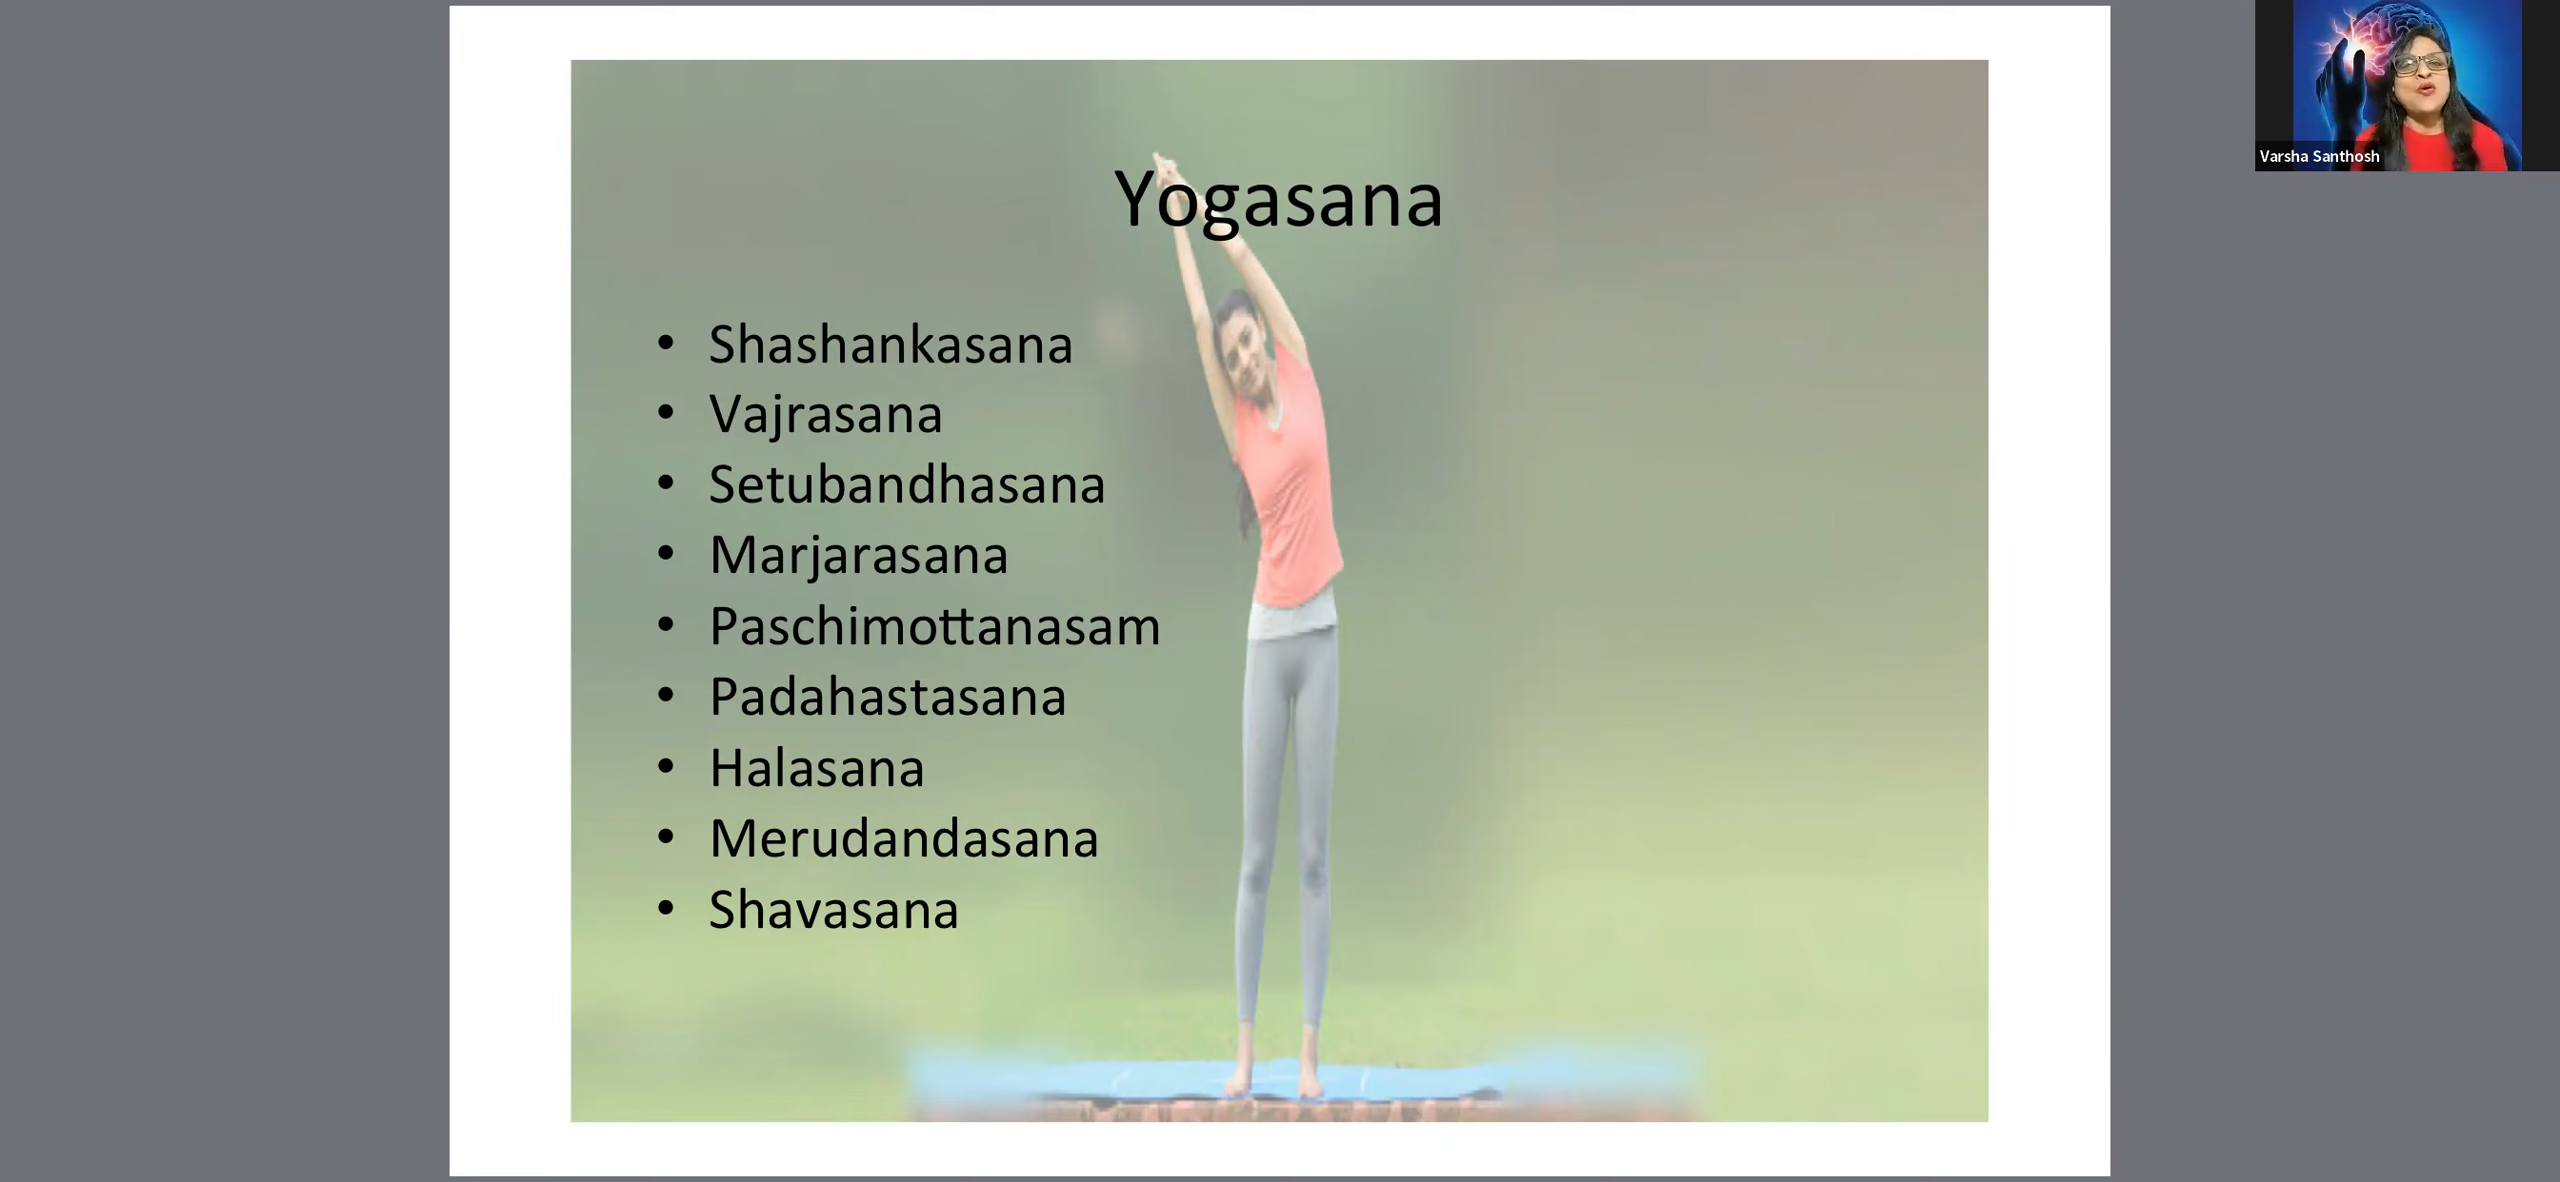 Yogasana
• Shashankasana
• Vajrasana
• Setubandhasana
• Marjarasana
• Paschimottanasam
• Padahastasana
• Halasana
• Merudandasana
• Shavasana
Varsha Santhosh